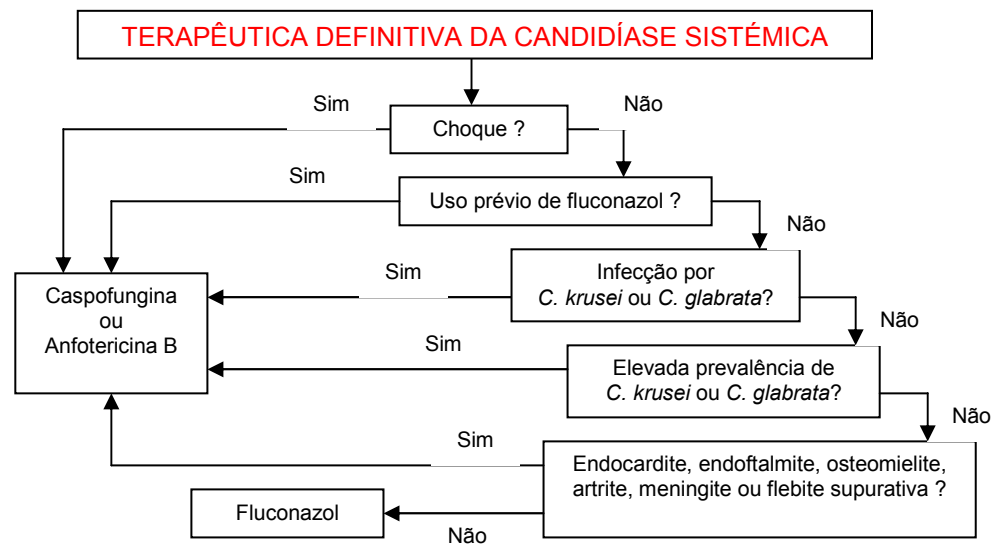 TERAPÊUTICA DEFINITIVA DA CANDIDÍASE SISTÉMICA
Sim
Não
Choque ?
Sim
Uso prévio de fluconazol ?
Não
Sim
Infecção por
C. krusei ou C. glabrata?
Caspofungina
ou
Anfotericina B
Não
Sim
Elevada prevalência de
C. krusei ou C. glabrata?
Não
Sim
Endocardite, endoftalmite, osteomielite,
artrite, meningite ou flebite supurativa ?
Fluconazol
Não